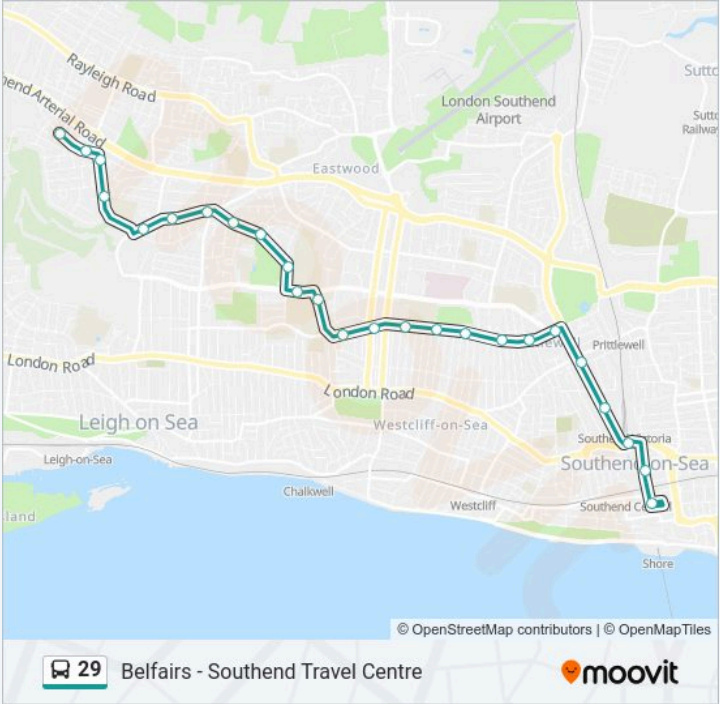 Rayleigh Road
hend Arterial Road
London Southend
Airport
Suttc
Sutto
Railwa
Eastwood
Prittlewell
London Road
London Road
Leigh on Sea
Westcliff-on-Sea
Southend-on-Sea
Leigh-on-Sea
Chalkwell
Westcliff
Southend C
land
Shore
© OpenStreetMap contributors | © OpenMapTiles
29 Belfairs - Southend Travel Centre
moovit